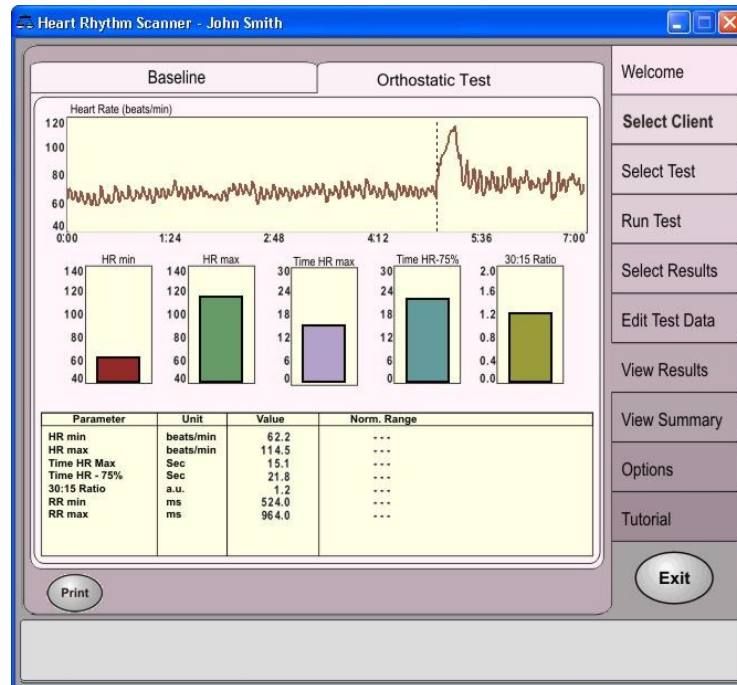 Heart Rhythm Scanner - John Smith
Baseline
Orthostatic Test
Heart Rate (beats/min)
120
100
80
60
40
0:00 1:24 2:48 4:12 5:36 7:00
HR min
140
120
100
80
60
40
HR max
140
120
100
80
60
40
Time HR max
30
24
18
12
6
0
Time HR-75%
30
24
18
12
6
0
30:15 Ratio
2.0
1.6
1.2
0.8
0.4
0.0
Parameter Unit Value Norm. Range
HR min beats/min 62.2 ---
HR max beats/min 114.5 ---
Time HR Max Sec 15.1 ---
Time HR - 75% Sec 21.8 ---
30:15 Ratio a.u. 1.2 ---
RR min ms 524.0 ---
RR max ms 964.0 ---
Print
Welcome
Select Client
Select Test
Run Test
Select Results
Edit Test Data
View Results
View Summary
Options
Tutorial
Exit